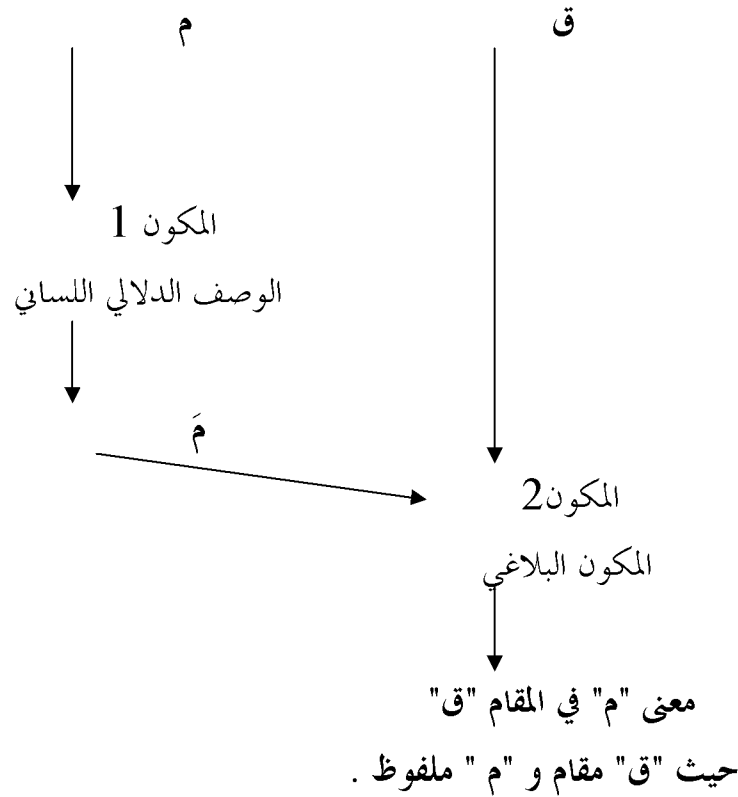 ق
م
المكون 1
الوصف الدلالي اللساني
مَ
المكون2
المكون البلاغي
معنى "م" في المقام "ق"
حيث "ق" مقام و "م " ملفوظ .